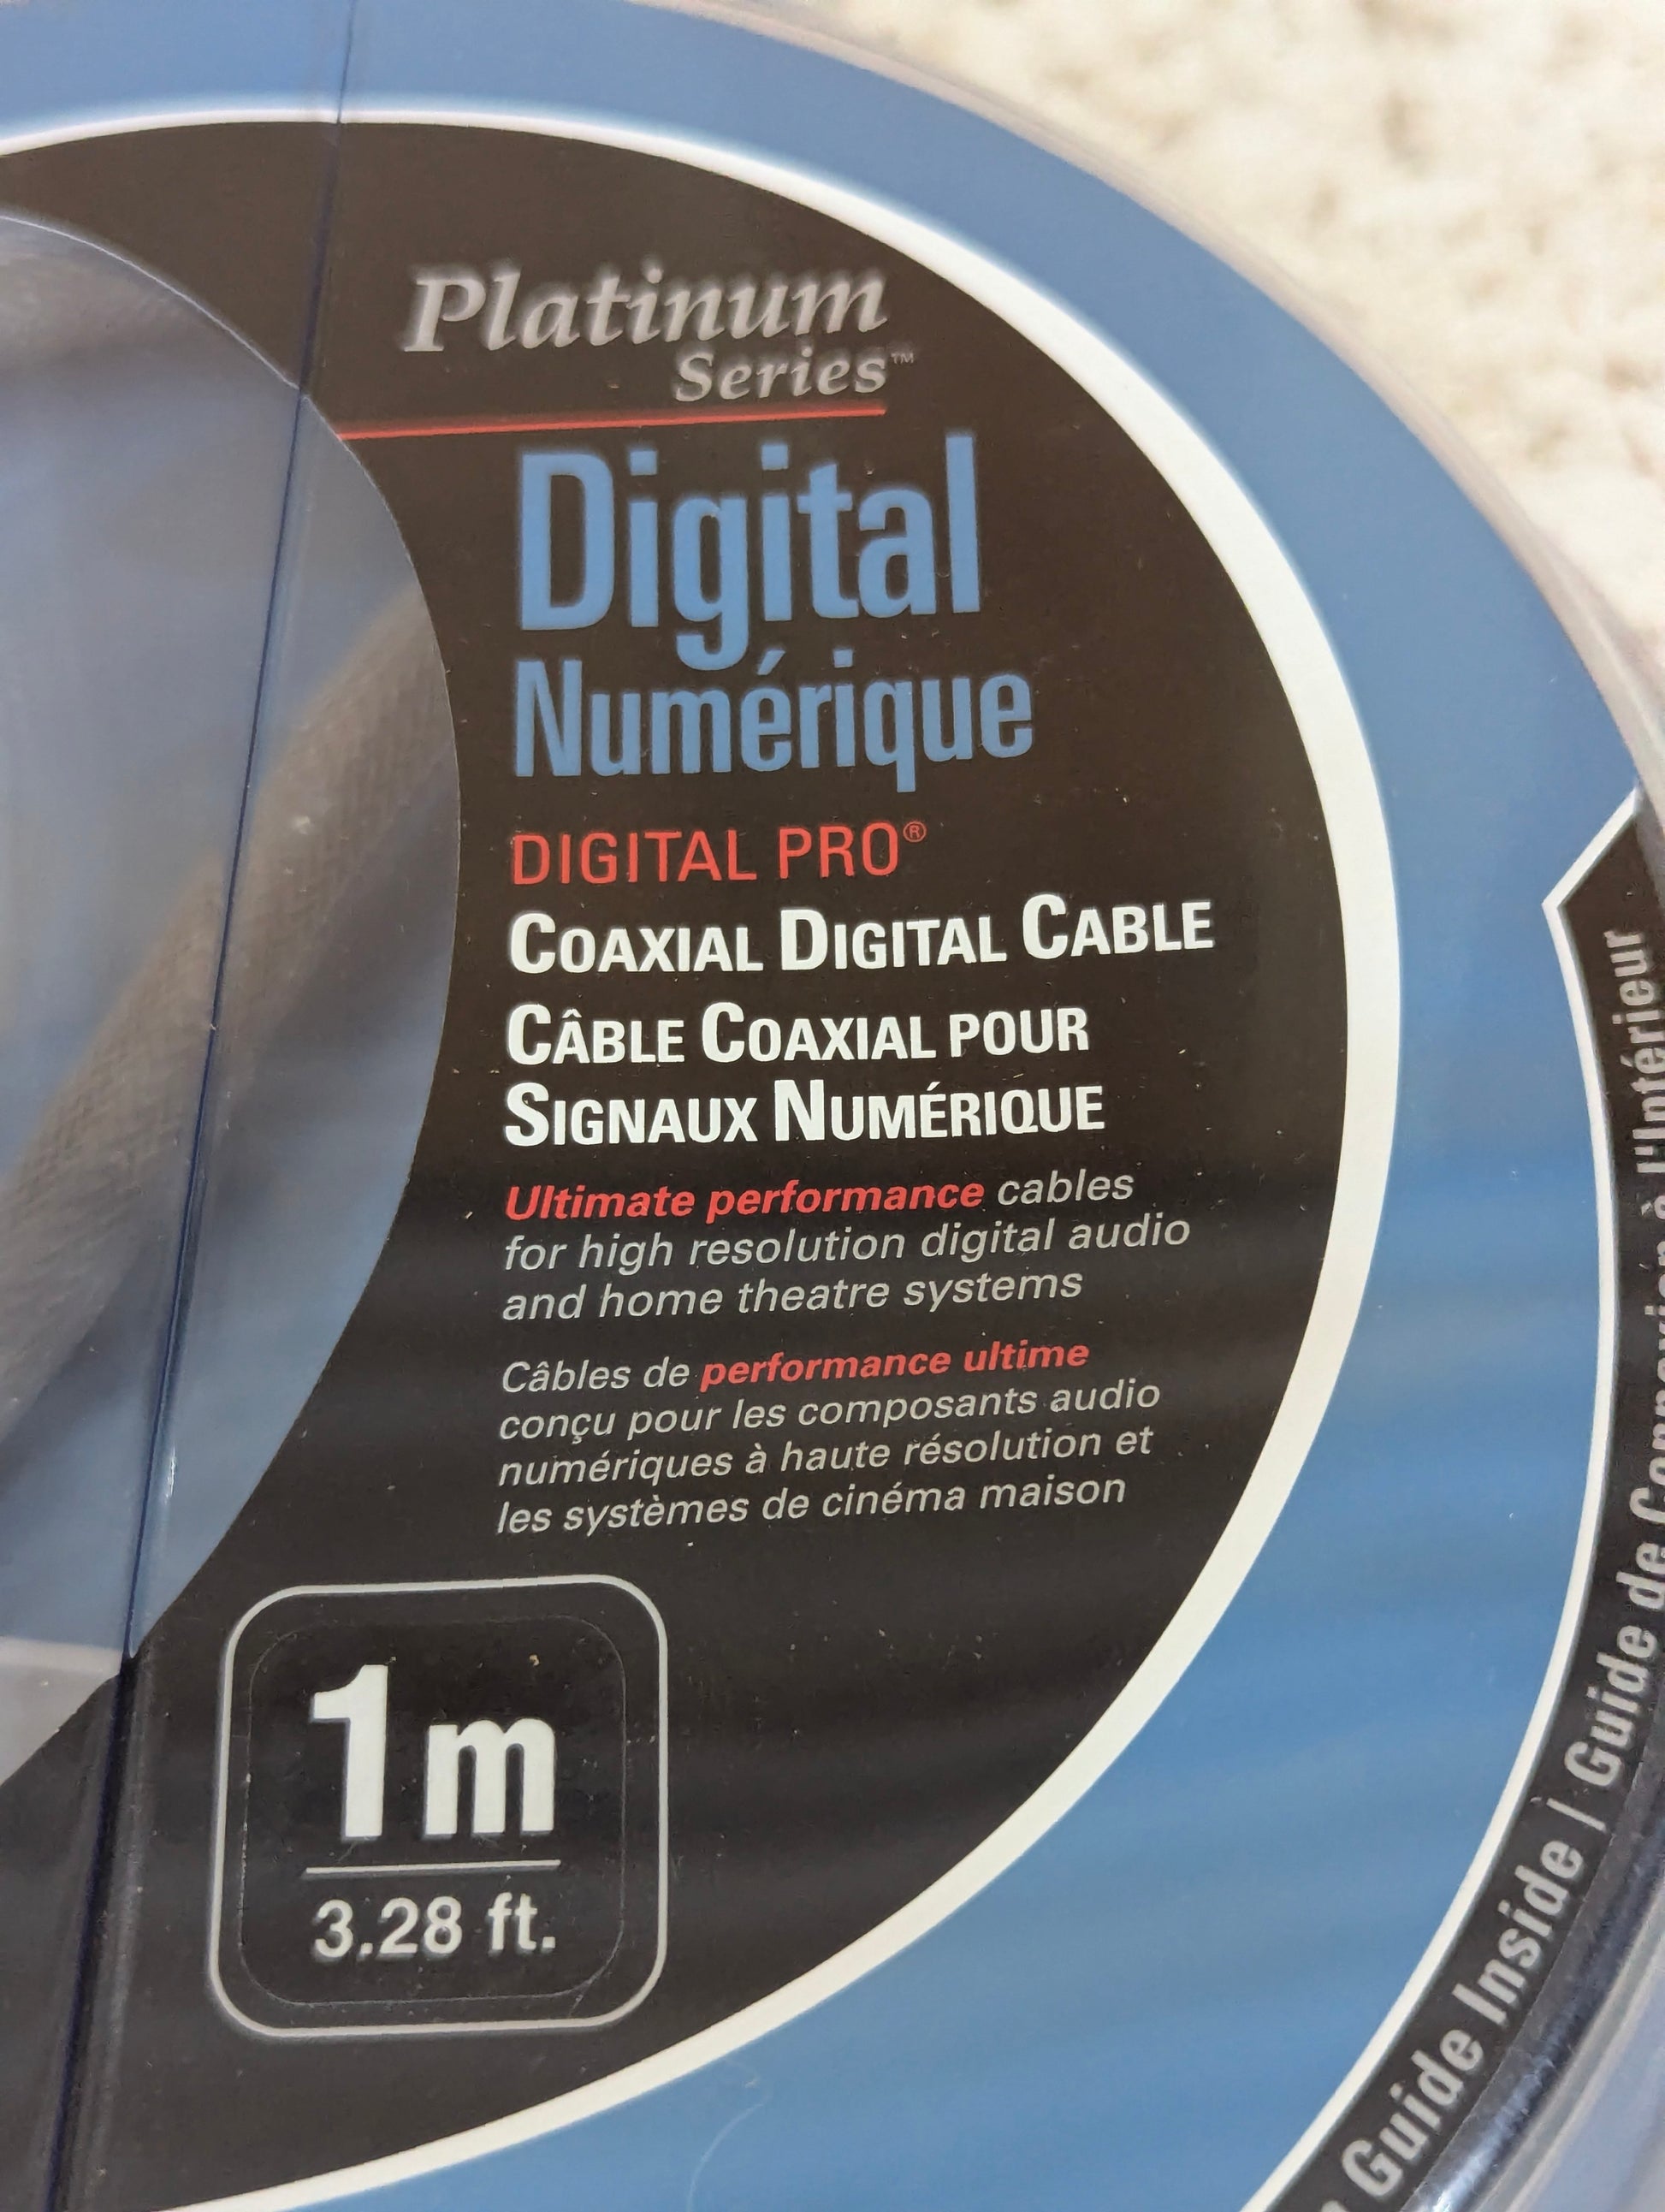 Platinum
Series™
Digital
Numérique
DIGITAL PRO®
COAXIAL DIGITAL CABLE
CÂBLE COAXIAL POUR
SIGNAUX NUMÉRIQUE
Ultimate performance cables
for high resolution digital audio
and home theatre systems
Câbles de performance ultime
conçu pour les composants audio
numériques à haute résolution et
les systèmes de cinéma maison
1m
3.28 ft.
Guide Inside | Guide de Connexion à l'Intérieur